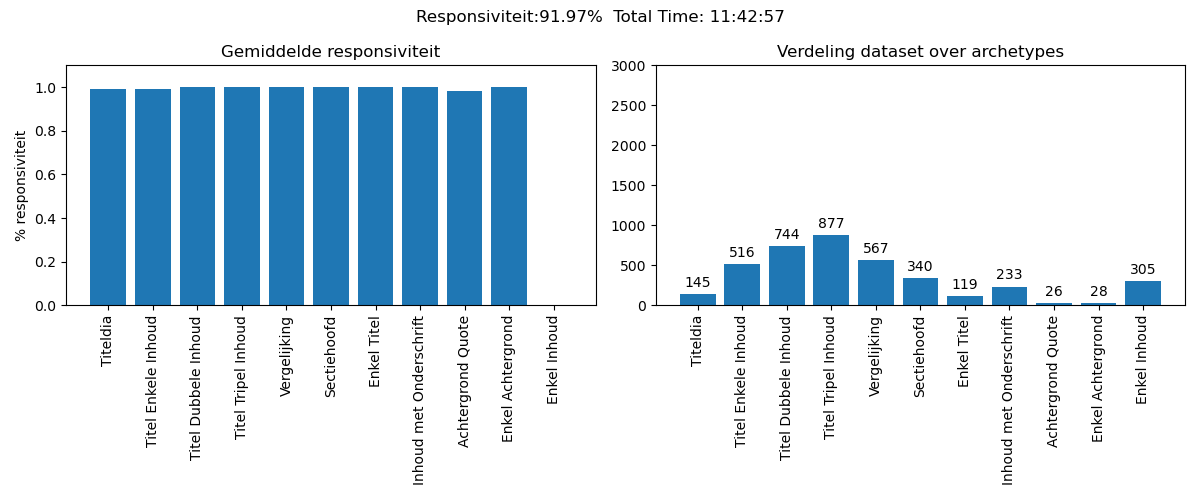 Responsiviteit:91.97%  Total Time: 11:42:57
Gemiddelde responsiviteit
% responsiviteit
1.0
0.8
0.6
0.4
0.2
0.0
Titeldia
Titel Enkele Inhoud
Titel Dubbele Inhoud
Titel Tripel Inhoud
Vergelijking
Sectiehoofd
Enkel Titel
Inhoud met Onderschrift
Achtergrond Quote
Enkel Achtergrond
Enkel Inhoud
Verdeling dataset over archetypes
3000
2500
2000
1500
1000
500
0
145
516
744
877
567
340
119
233
26
28
305
Titeldia
Titel Enkele Inhoud
Titel Dubbele Inhoud
Titel Tripel Inhoud
Vergelijking
Sectiehoofd
Enkel Titel
Inhoud met Onderschrift
Achtergrond Quote
Enkel Achtergrond
Enkel Inhoud